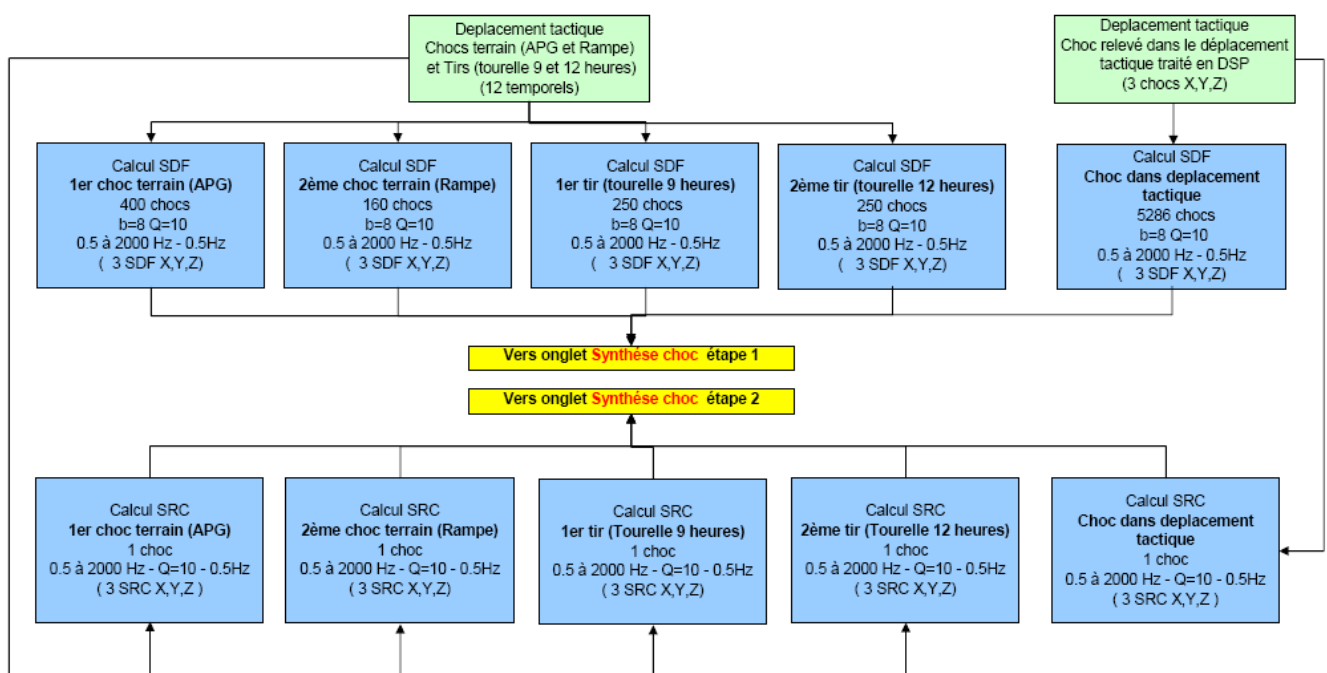 Deplacement tactique
Chocs terrain (APG et Rampe)
et Tirs (tourelle 9 et 12 heures)
(12 temporels)
Deplacement tactique
Choc relevé dans le déplacement
tactique traité en DSP
(3 chocs X,Y,Z)
Calcul SDF
1er choc terrain (APG)
400 chocs
b=8 Q=10
0.5 à 2000 Hz - 0.5Hz
( 3 SDF X,Y,Z)
Calcul SDF
2ème choc terrain (Rampe)
160 chocs
b=8 Q=10
0.5 à 2000 Hz - 0.5Hz
( 3 SDF X,Y,Z)
Calcul SDF
1er tir (tourelle 9 heures)
250 chocs
b=8 Q=10
0.5 à 2000 Hz - 0.5Hz
( 3 SDF X,Y,Z)
Calcul SDF
2ème tir (tourelle 12 heures)
250 chocs
b=8 Q=10
0.5 à 2000 Hz - 0.5Hz
( 3 SDF X,Y,Z)
Calcul SDF
Choc dans deplacement
tactique
5286 chocs
b=8 Q=10
0.5 à 2000 Hz - 0.5Hz
( 3 SDF X,Y,Z)
Vers onglet Synthése choc étape 1
Vers onglet Synthése choc étape 2
Calcul SRC
1er choc terrain (APG)
1 choc
0.5 à 2000 Hz - Q=10 - 0.5Hz
( 3 SRC X,Y,Z )
Calcul SRC
2ème choc terrain (Rampe)
1 choc
0.5 à 2000 Hz - Q=10 - 0.5Hz
( 3 SRC X,Y,Z)
Calcul SRC
1er tir (Tourelle 9 heures)
1 choc
0.5 à 2000 Hz - Q=10 - 0.5Hz
( 3 SRC X,Y,Z)
Calcul SRC
2ème tir (Tourelle 12 heures)
1 choc
0.5 à 2000 Hz - Q=10 - 0.5Hz
( 3 SRC X,Y,Z)
Calcul SRC
Choc dans deplacement
tactique
1 choc
0.5 à 2000 Hz - Q=10 - 0.5Hz
( 3 SRC X,Y,Z )